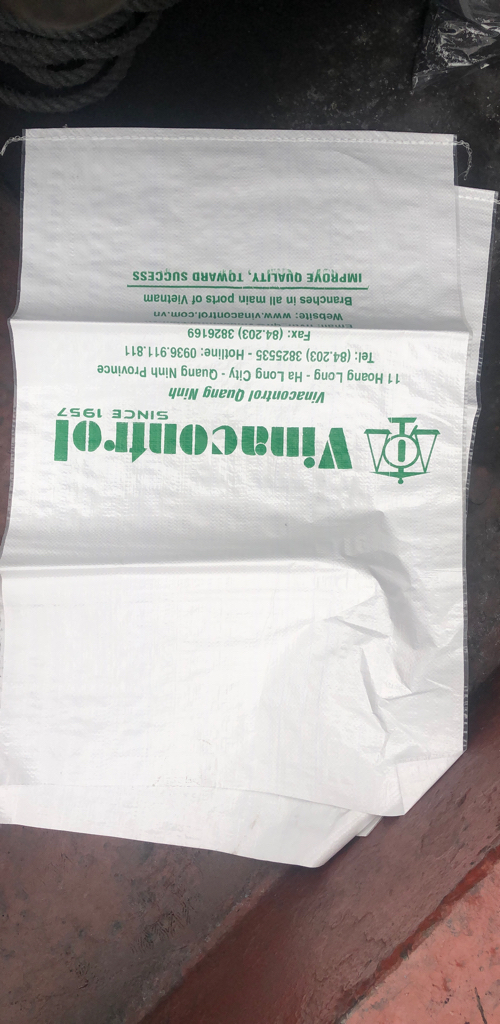 Vinacontrol
SINCE 1957
Vinacontrol Quang Ninh
11 Hoang Long - Ha Long City - Quang Ninh Province
Tel: (84.203) 3825535 - Hotline: 0936.911.811
Fax: (84.203) 3826169
Email:
Website: www.vinacontrol.com.vn
Branches in all main ports of Vietnam
IMPROVE QUALITY, TOWARD SUCCESS